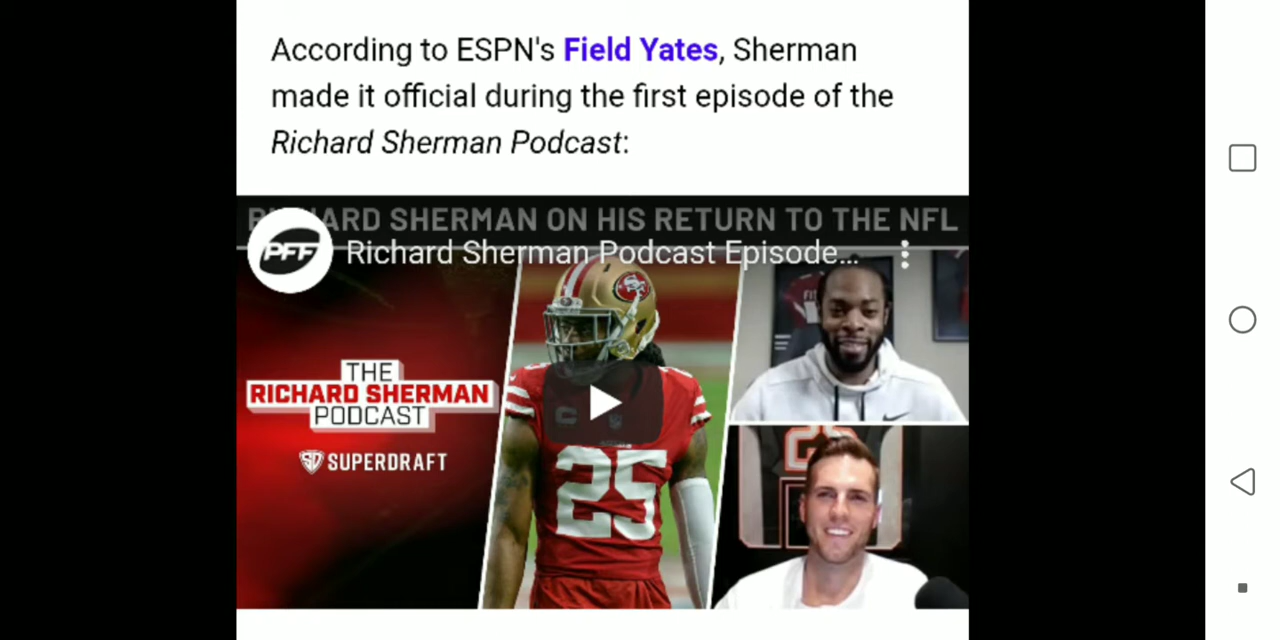 According to ESPN's Field Yates, Sherman
made it official during the first episode of the
Richard Sherman Podcast:
ARD SHERMAN ON HIS RETURN TO THE NFL
PFF
Richard Sherman Podcast Episode...
THE
RICHARD SHERMAN
PODCAST
SD SUPERDRAFT
C
25